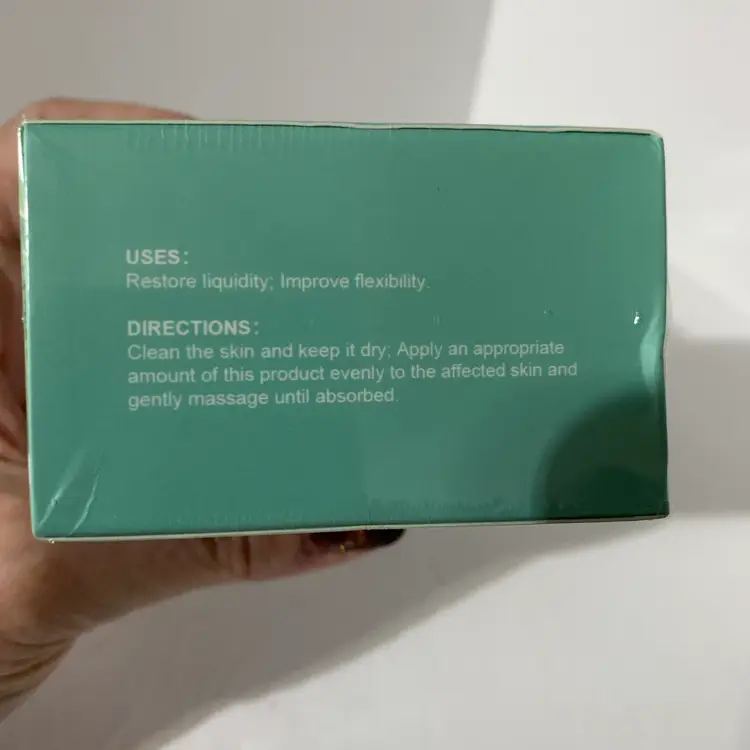 USES:
Restore liquidity; Improve flexibility.
DIRECTIONS:
Clean the skin and keep it dry; Apply an appropriate
amount of this product evenly to the affected skin and
gently massage until absorbed.